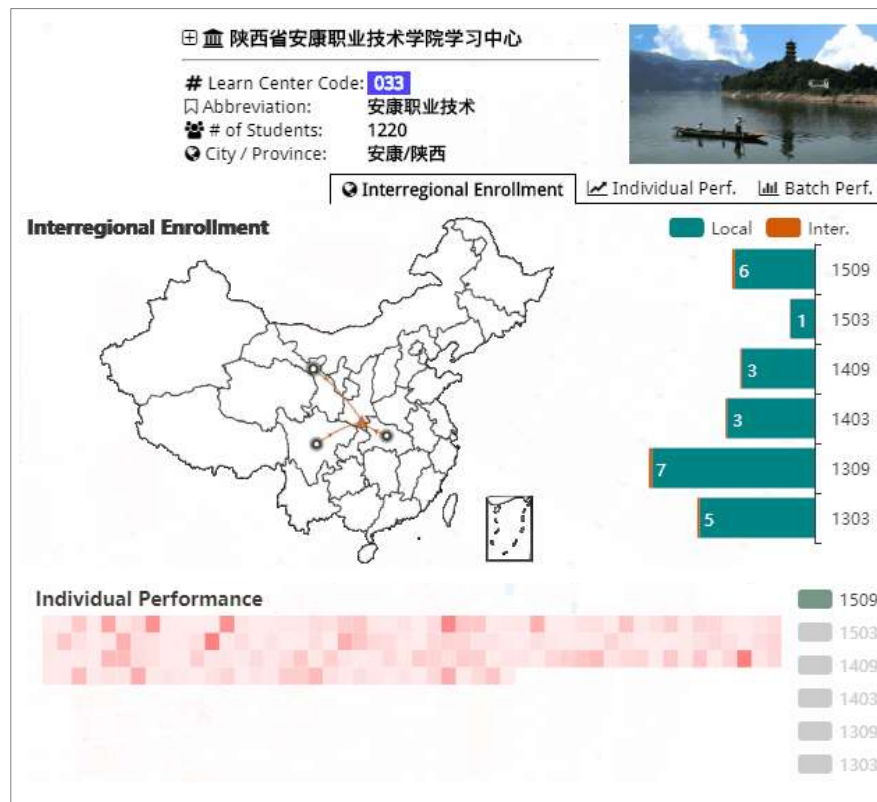 陕西省安康职业技术学院学习中心
# Learn Center Code: 033
Abbreviation: 安康职业技术
# of Students: 1220
City / Province: 安康/陕西
Interregional Enrollment
Individual Perf.
Batch Perf.
Interregional Enrollment
Local
Inter.
6 1509
1 1503
3 1409
3 1403
7 1309
5 1303
Individual Performance
1509
1503
1409
1403
1309
1303